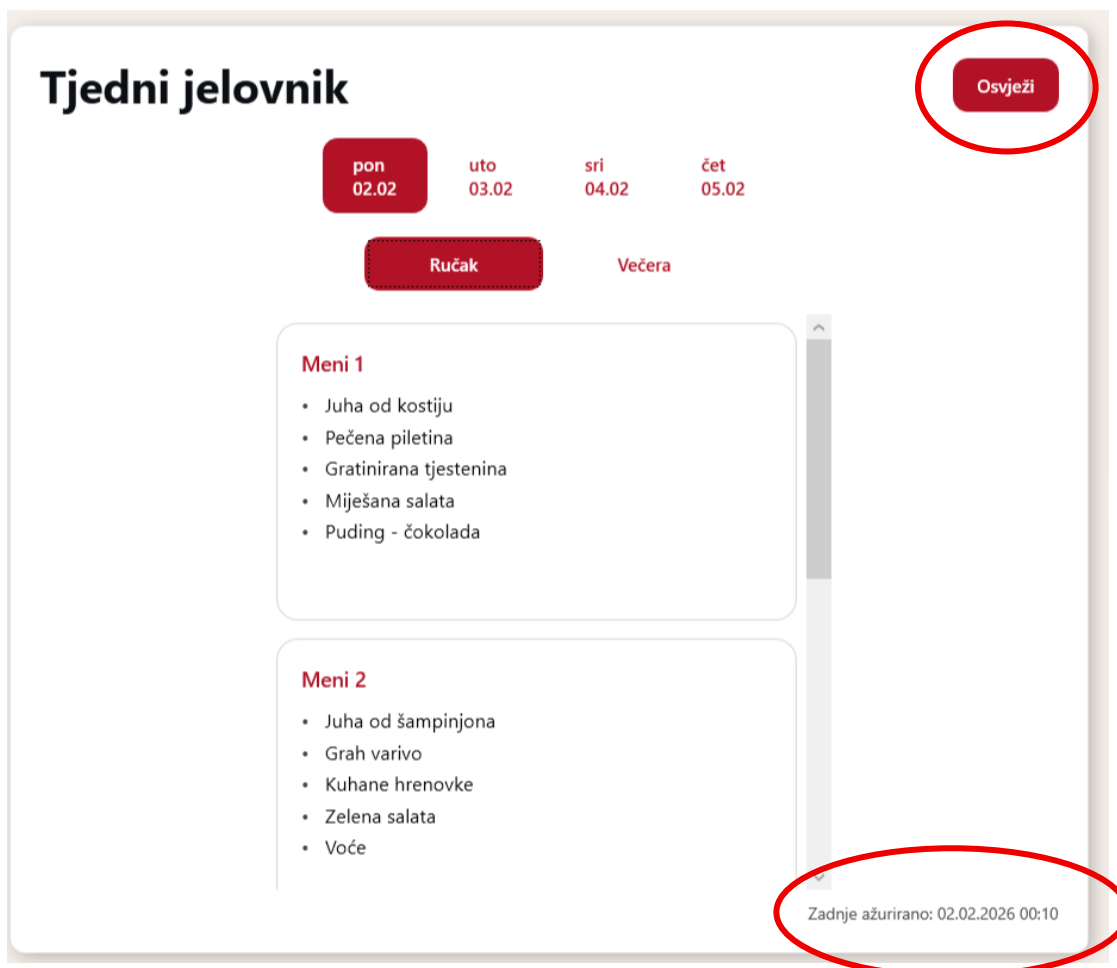 Tjedni jelovnik
Osvježi
pon uto sri čet
02.02 03.02 04.02 05.02
Ručak Večera
Meni 1
• Juha od kostiju
• Pečena piletina
• Gratinirana tjestenina
• Miješana salata
• Puding - čokolada
Meni 2
• Juha od šampinjona
• Grah varivo
• Kuhane hrenovke
• Zelena salata
• Voće
Zadnje ažurirano: 02.02.2026 00:10